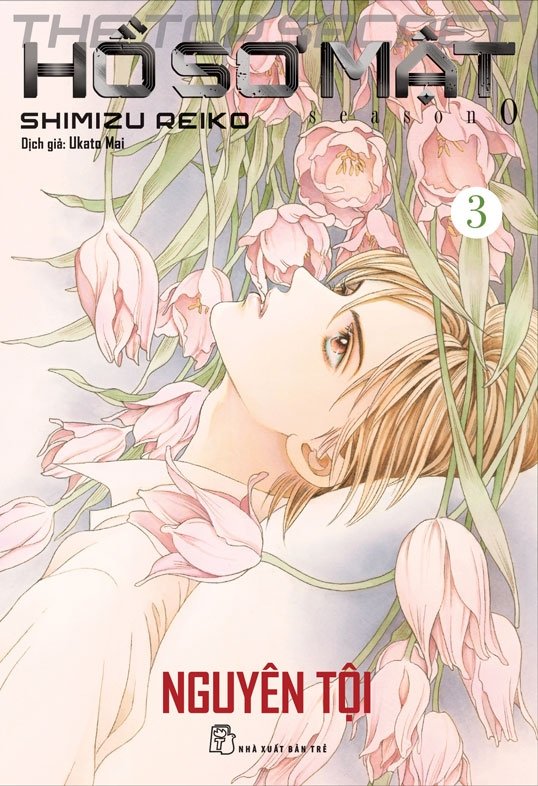 THE TOP SECRET
HỒ SƠ MẬT
season 0
SHIMIZU REIKO
Dịch giả: Ukato Mai
3
NGUYÊN TỘI
NHÀ XUẤT BẢN TRẺ